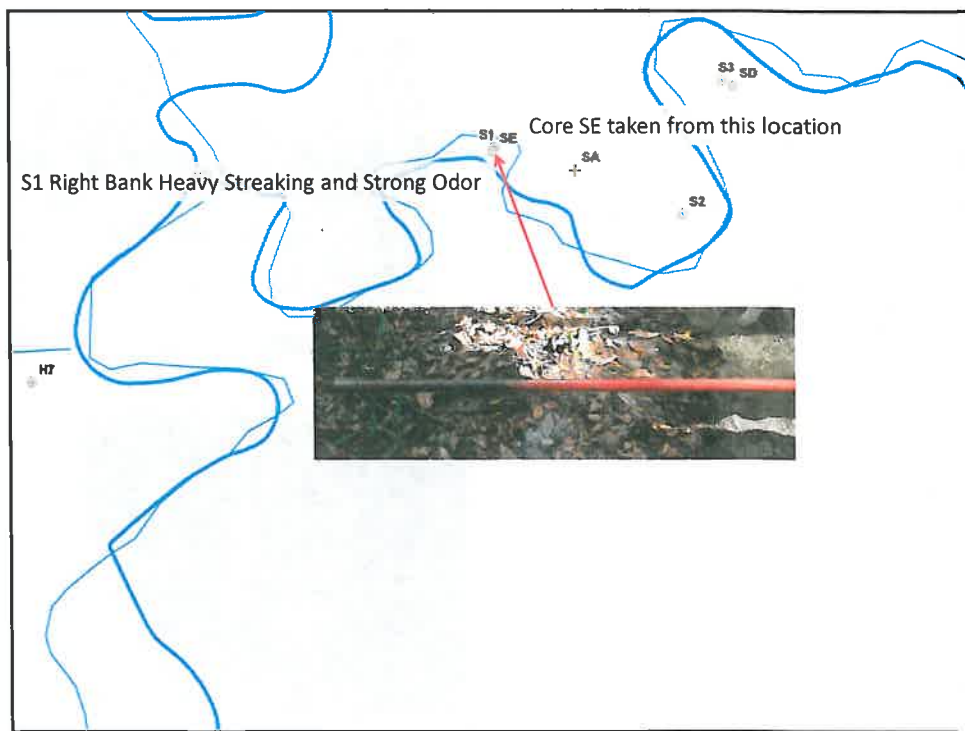 S3 SD
S1 SE
Core SE taken from this location
SA
S1 Right Bank Heavy Streaking and Strong Odor
S2